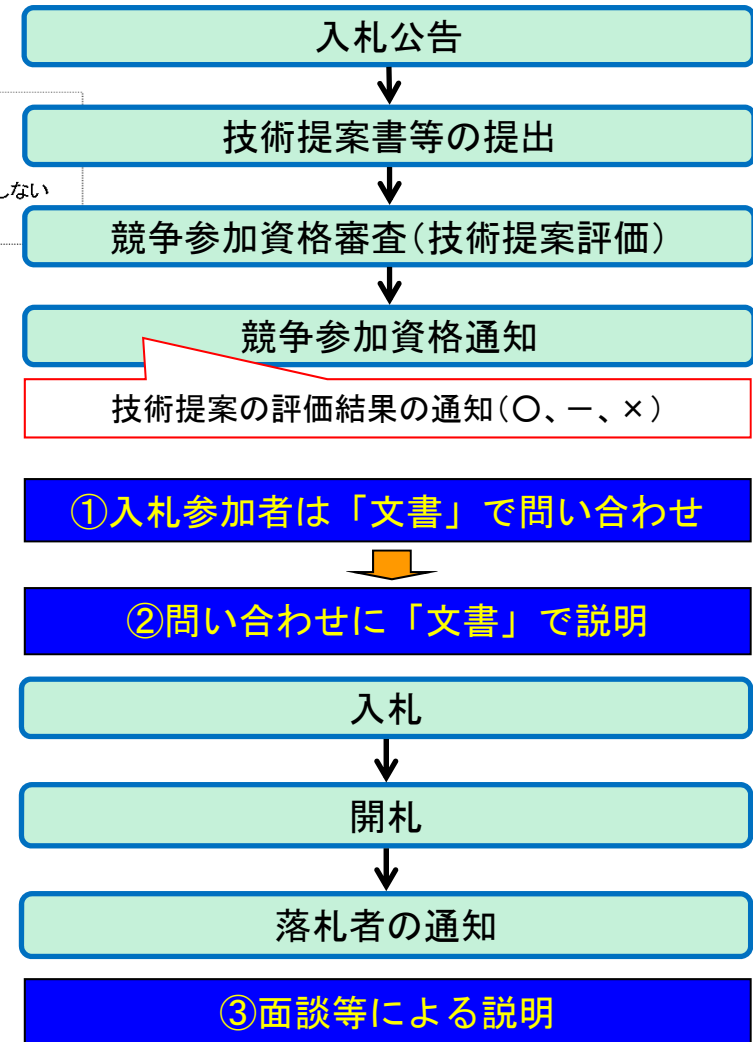 入札公告
技術提案書等の提出
しない
競争参加資格審査(技術提案評価)
競争参加資格通知
技術提案の評価結果の通知(〇、－、×)
①入札参加者は「文書」で問い合わせ
②問い合わせに「文書」で説明
入札
開札
落札者の通知
③面談等による説明